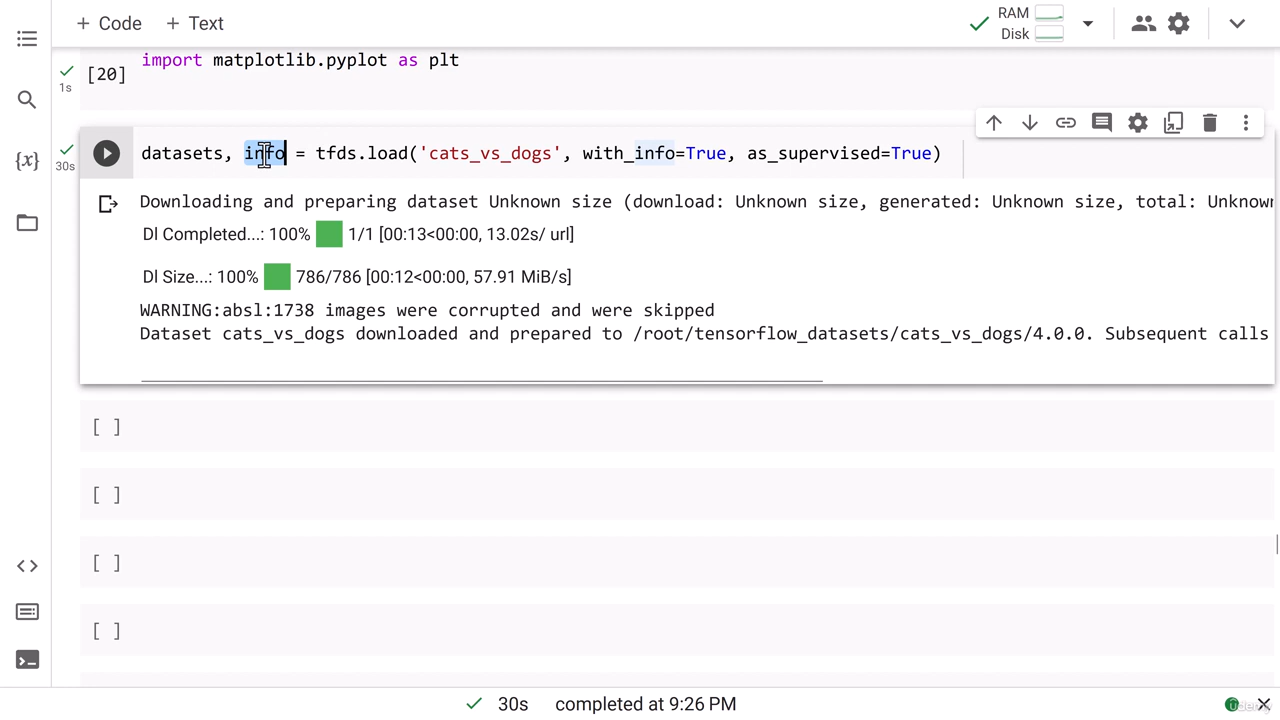 + Code + Text
RAM
Disk
[20]
1s
import matplotlib.pyplot as plt
30s
datasets, info = tfds.load('cats_vs_dogs', with_info=True, as_supervised=True)
Downloading and preparing dataset Unknown size (download: Unknown size, generated: Unknown size, total: Unknown
Dl Completed...: 100% 1/1 [00:13<00:00, 13.02s/ url]
Dl Size...: 100% 786/786 [00:12<00:00, 57.91 MiB/s]
WARNING:absl:1738 images were corrupted and were skipped
Dataset cats_vs_dogs downloaded and prepared to /root/tensorflow_datasets/cats_vs_dogs/4.0.0. Subsequent calls
[ ]
[ ]
[ ]
[ ]
{x}
30s completed at 9:26 PM
udemy